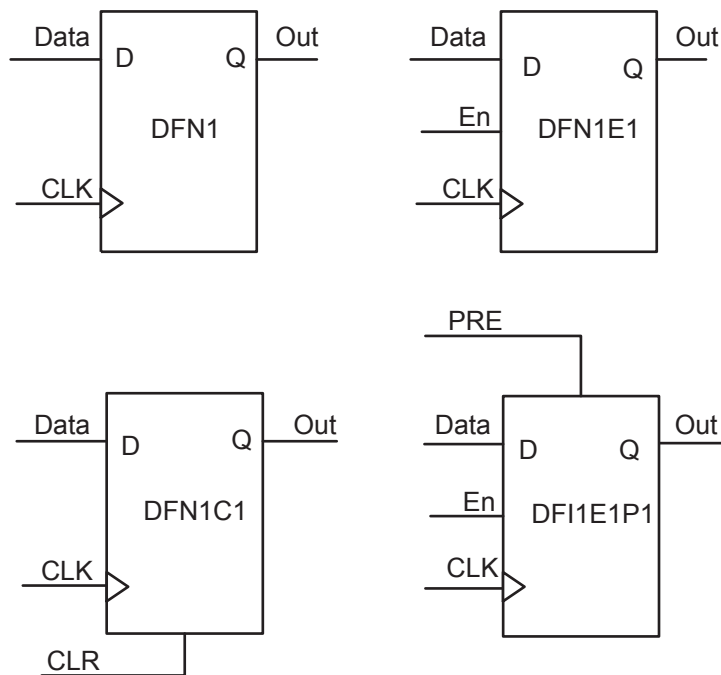 Data
Out
D
Q
DFN1
CLK
Data
Out
D
Q
En
DFN1E1
CLK
Data
Out
D
Q
DFN1C1
CLK
CLR
PRE
Data
Out
D
Q
En
DFI1E1P1
CLK